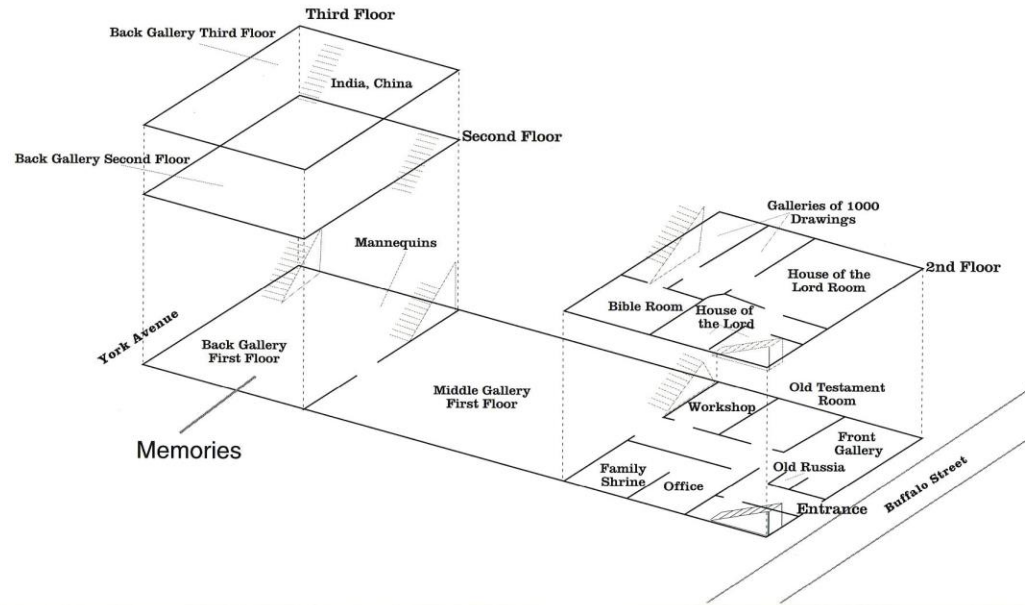 Third Floor
Back Gallery Third Floor
India, China
Second Floor
Back Gallery Second Floor
Mannequins
Galleries of 1000
Drawings
2nd Floor
House of the
Lord Room
Bible Room
House of
the Lord
York Avenue
Back Gallery
First Floor
Middle Gallery
First Floor
Memories
Workshop
Old Testament
Room
Front
Gallery
Old Russia
Family
Shrine
Office
Entrance
Buffalo Street